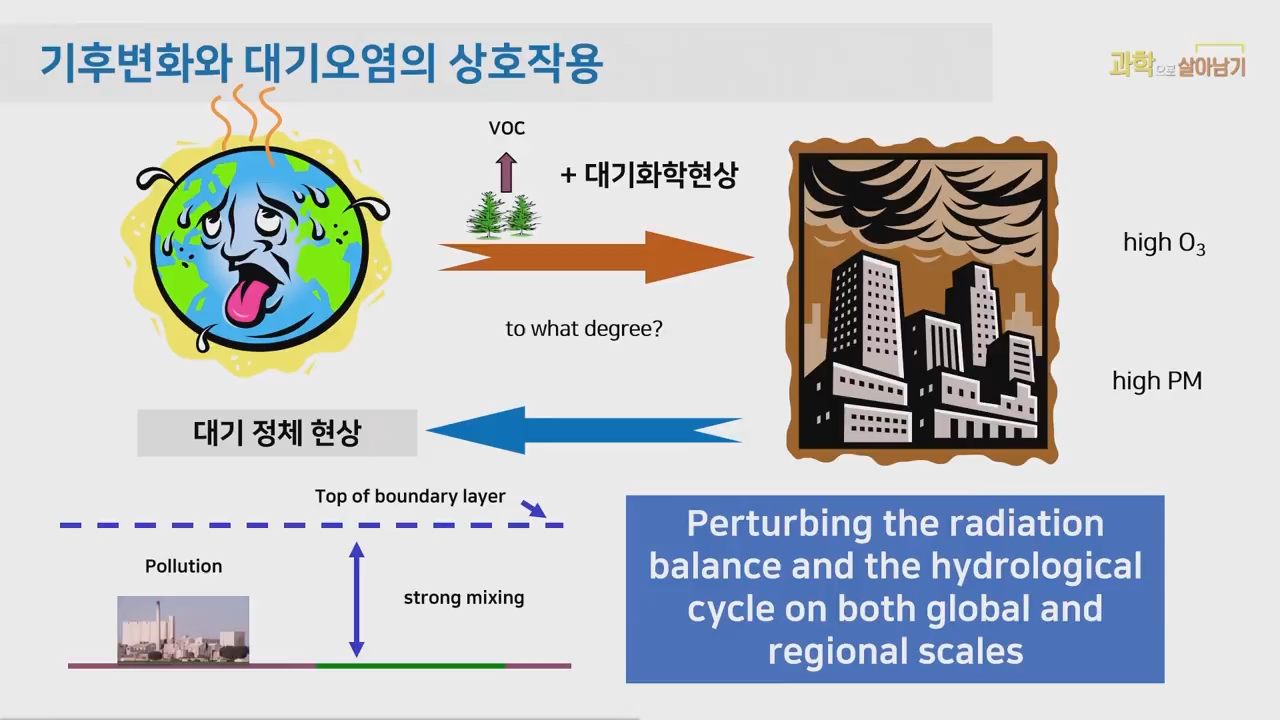 기후변화와 대기오염의 상호작용
과학으로 살아남기
VOC
+ 대기화학현상
high O₃
to what degree?
high PM
대기 정체 현상
Top of boundary layer
Pollution
strong mixing
Perturbing the radiation
balance and the hydrological
cycle on both global and
regional scales